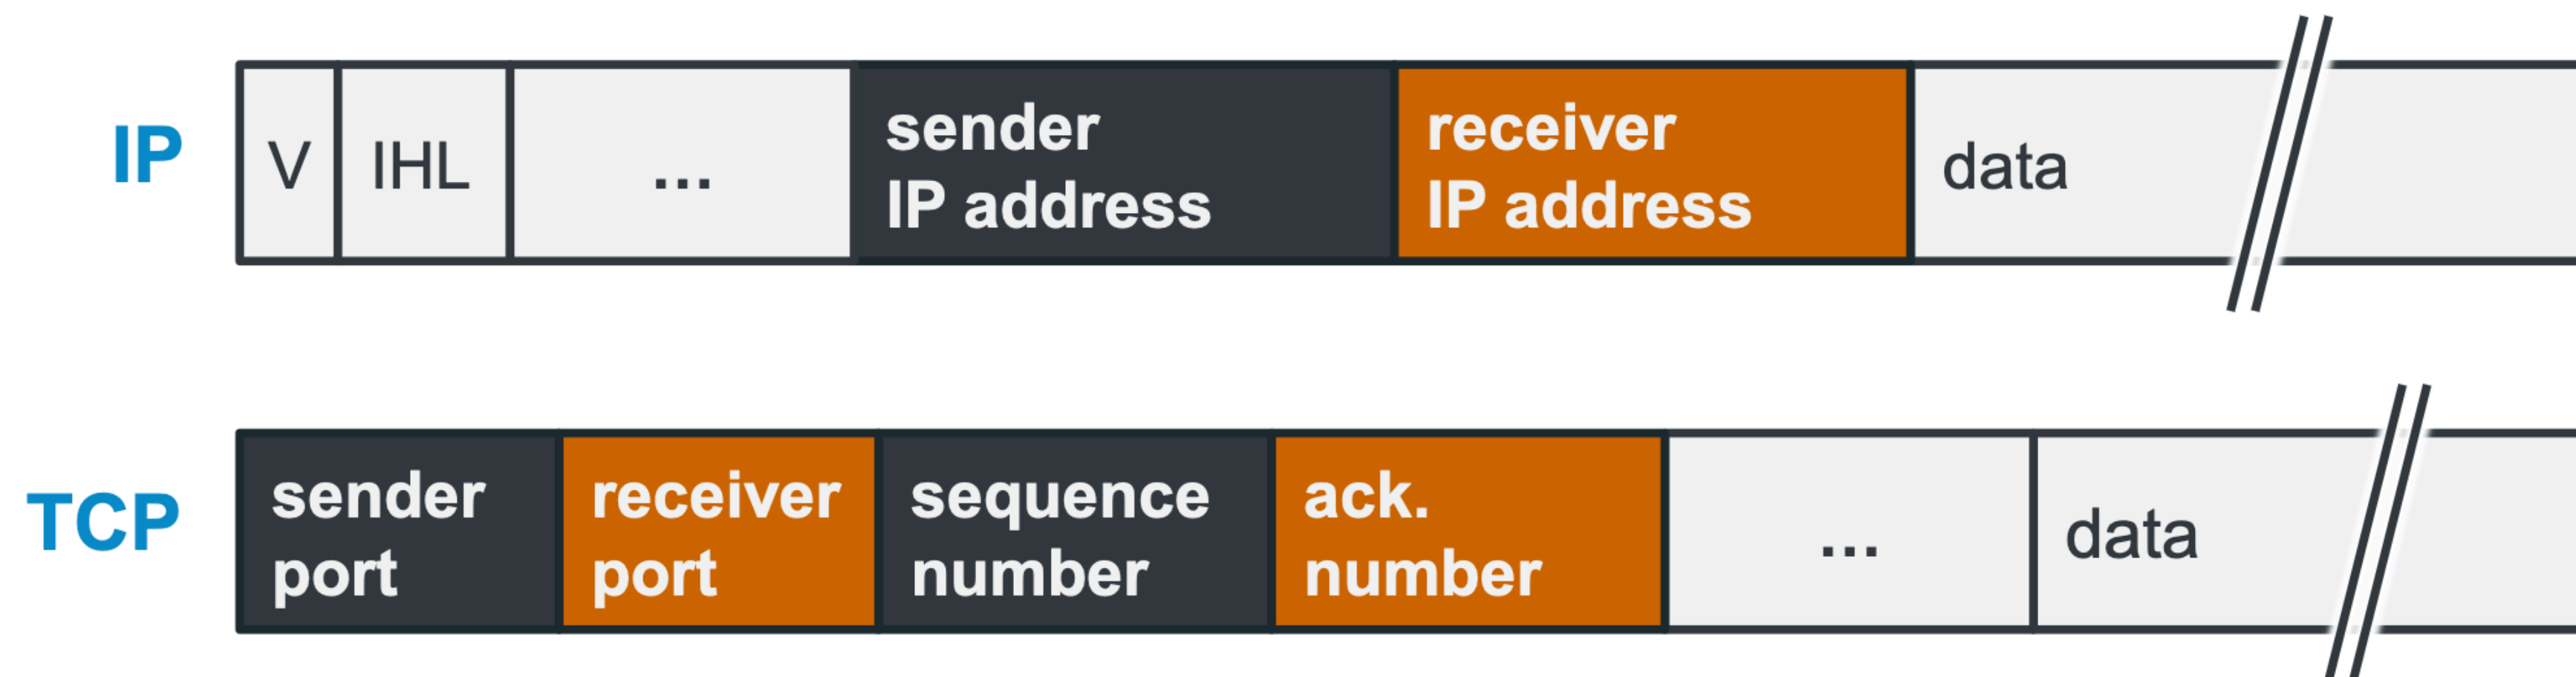 IP
V
IHL
...
sender
IP address
receiver
IP address
data
TCP
sender
port
receiver
port
sequence
number
ack.
number
...
data